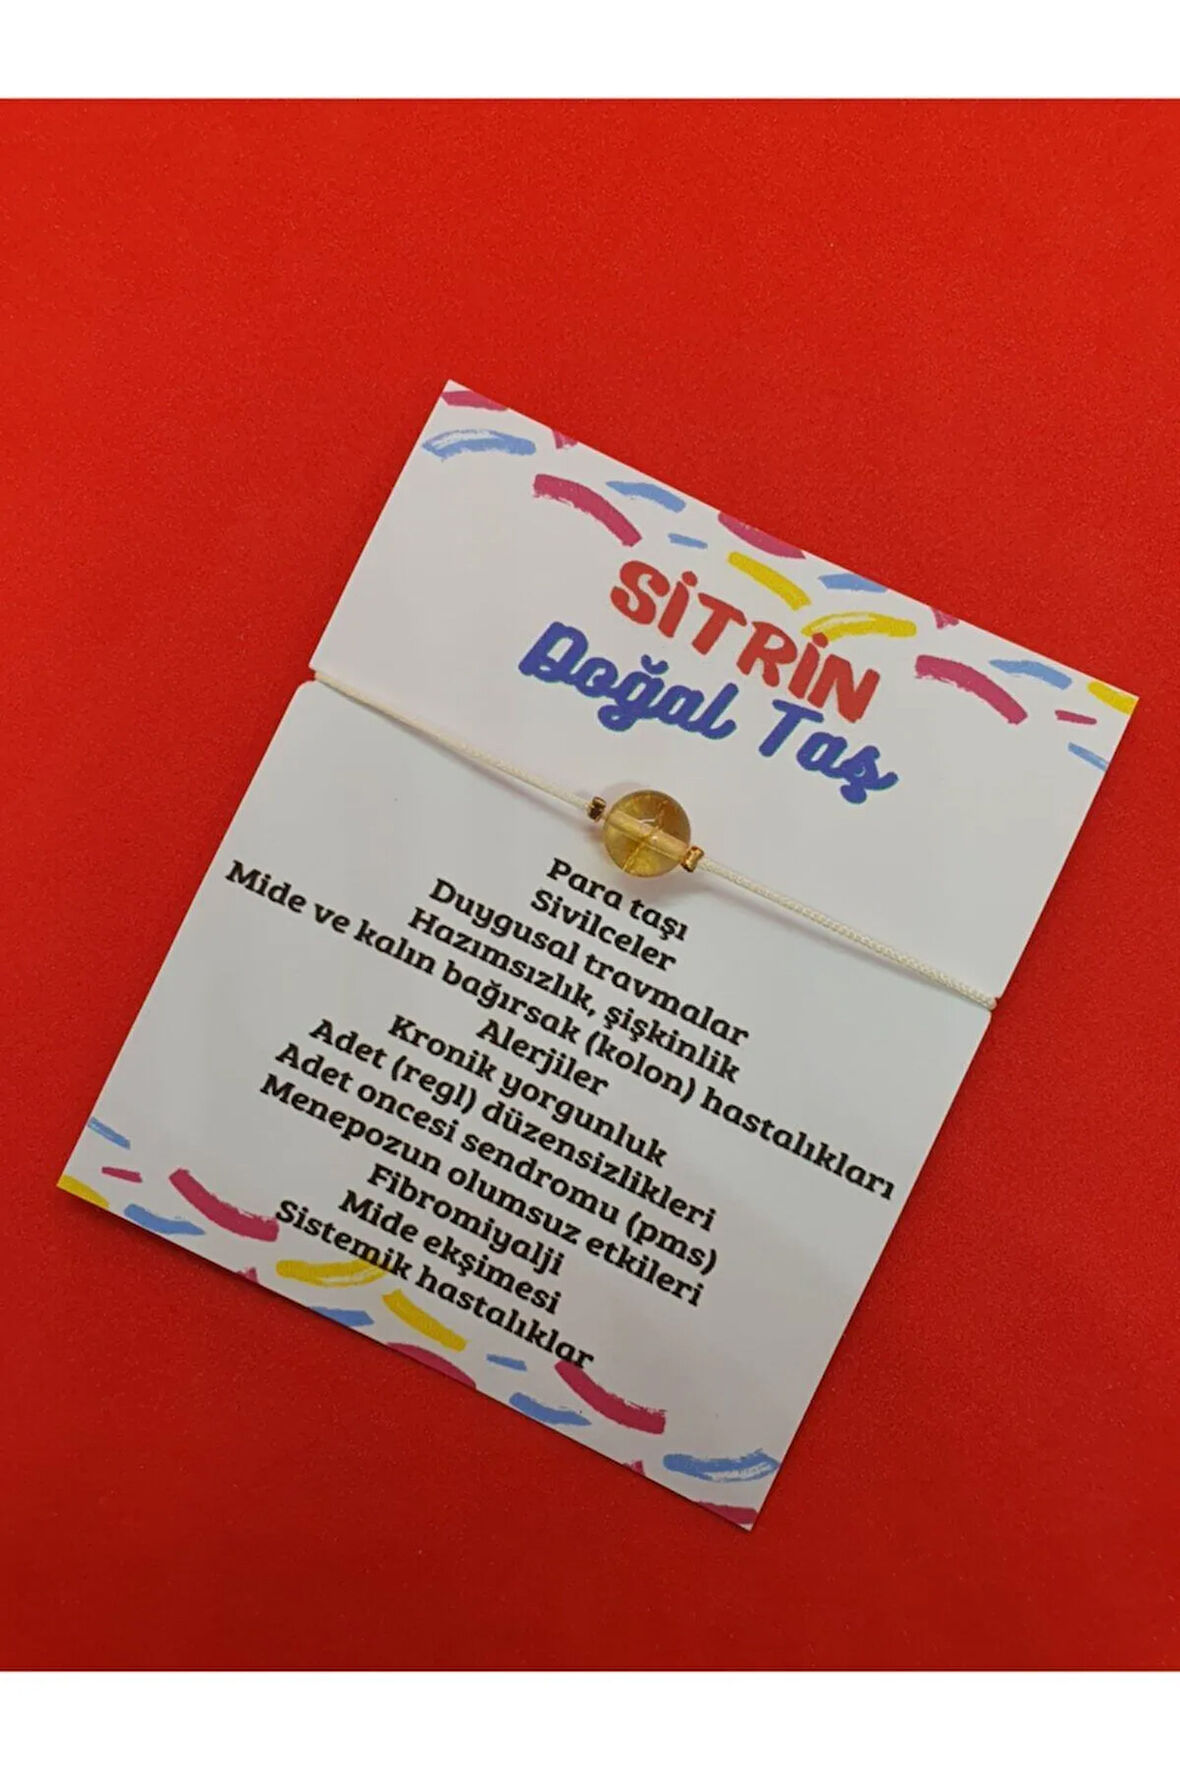 SİTRİN
Doğal Taş
Para taşı
Sivilceler
Duygusal travmalar
Hazımsızlık, şişkinlik
Mide ve kalın bağırsak (kolon) hastalıkları
Alerjiler
Kronik yorgunluk
Adet (regl) düzensizlikleri
Adet oncesi sendromu (pms)
Menepozun olumsuz etkileri
Fibromiyalji
Mide ekşimesi
Sistemik hastalıklar